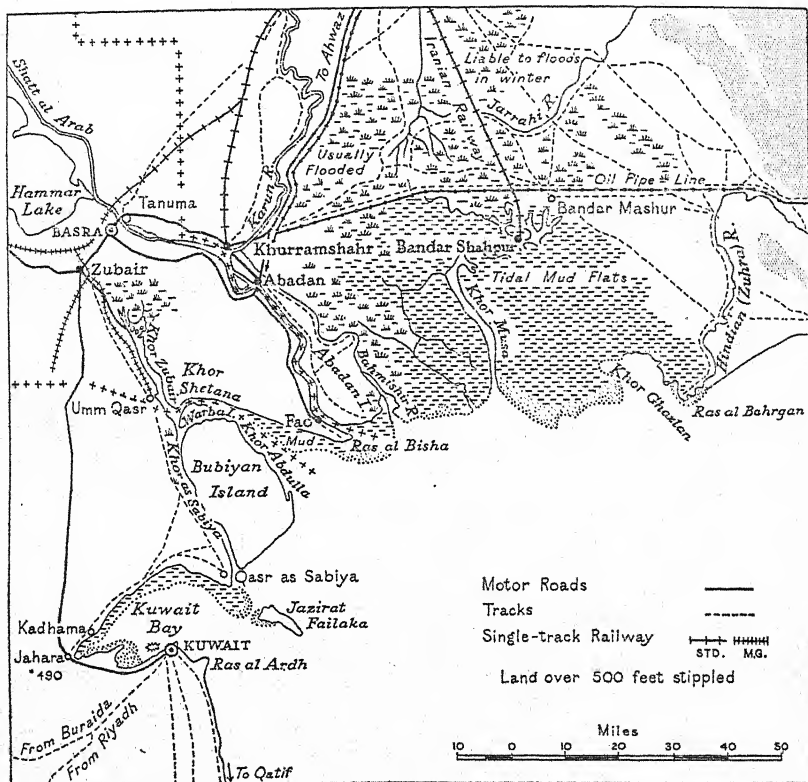 Shatt al Arab
To Ahwaz
Iranian Railway
Liable to floods
in winter
Jarrahi R.
Usually
Flooded
Karun R.
Hammar
Lake
Tanuma
BASRA
Oil Pipe Line
Bandar Mashur
Khurramshahr
Bandar Shahpur
Zubair
Abadan
Tidal Mud Flats
Hindian (Zuhra) R.
Khor Musa
Khor Zubair
Khor
Shetana
Abadan I.
Bahmishir R.
Umm Qasr
Warba I.
Fao
Khor Ghazlan
Ras al Bahrgan
Mud
Ras al Bisha
Khor Abdulla
Khor as Sabiya
Bubiyan
Island
Qasr as Sabiya
Jazirat
Failaka
Kuwait
Bay
Kadhama
Jahara
KUWAIT
Ras al Ardh
•490
From Buraida
From Riyadh
To Qatif
Motor Roads
Tracks
Single-track Railway
STD. M.G.
Land over 500 feet stippled
Miles
10 0 10 20 30 40 50